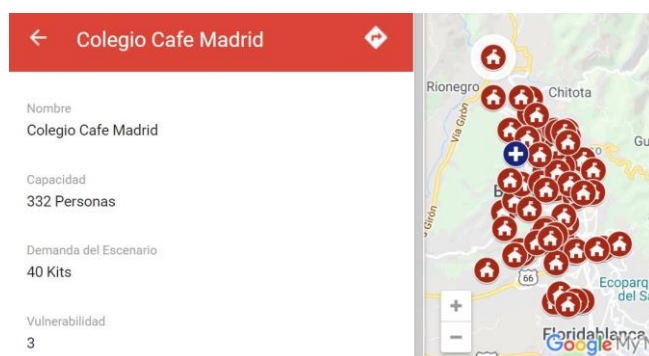 Colegio Cafe Madrid
Nombre
Colegio Cafe Madrid
Capacidad
332 Personas
Demanda del Escenario
40 Kits
Vulnerabilidad
3
Rionegro
Chitota
Vía Girón
Gu
B
Girón
66
Ecoparq
del Sa
+
−
Floridablanca
Google My M